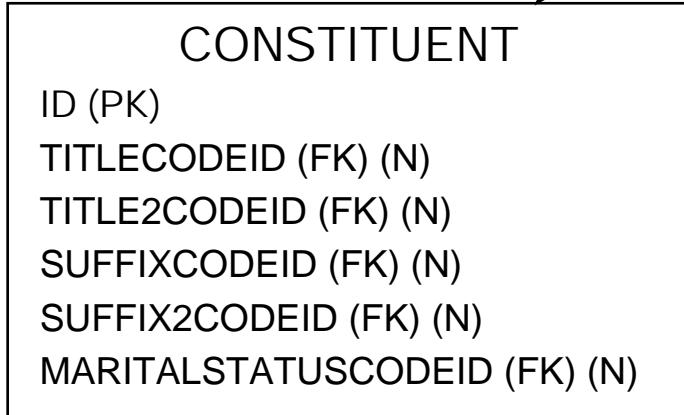 CONSTITUENT
ID (PK)
TITLECODEID (FK) (N)
TITLE2CODEID (FK) (N)
SUFFIXCODEID (FK) (N)
SUFFIX2CODEID (FK) (N)
MARITALSTATUSCODEID (FK) (N)